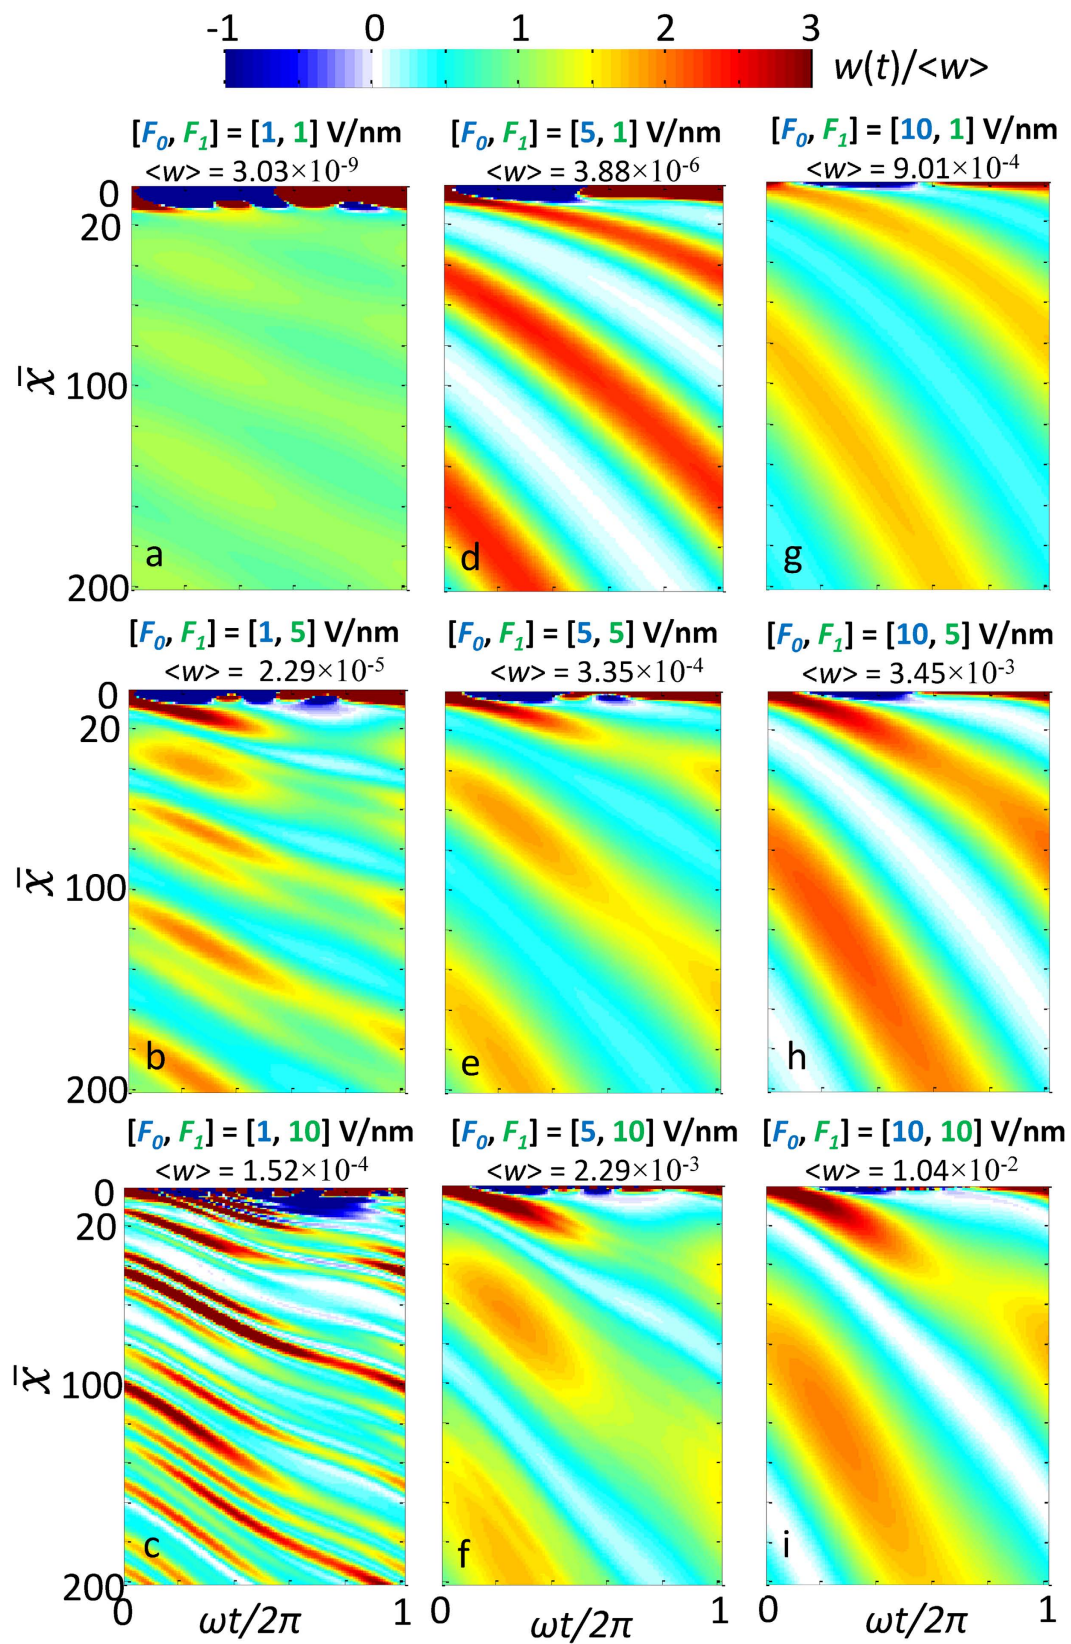 -1 0 1 2 3
w(t)/<w>
[F₀, F₁] = [1, 1] V/nm [F₀, F₁] = [5, 1] V/nm [F₀, F₁] = [10, 1] V/nm
<w> = 3.03×10⁻⁹ <w> = 3.88×10⁻⁶ <w> = 9.01×10⁻⁴
0
20
x̄ 100
a d g
200
[F₀, F₁] = [1, 5] V/nm [F₀, F₁] = [5, 5] V/nm [F₀, F₁] = [10, 5] V/nm
<w> = 2.29×10⁻⁵ <w> = 3.35×10⁻⁴ <w> = 3.45×10⁻³
0
20
x̄ 100
b e h
200
[F₀, F₁] = [1, 10] V/nm [F₀, F₁] = [5, 10] V/nm [F₀, F₁] = [10, 10] V/nm
<w> = 1.52×10⁻⁴ <w> = 2.29×10⁻³ <w> = 1.04×10⁻²
0
20
x̄ 100
c f i
200
0 ωt/2π 1 0 ωt/2π 1 0 ωt/2π 1